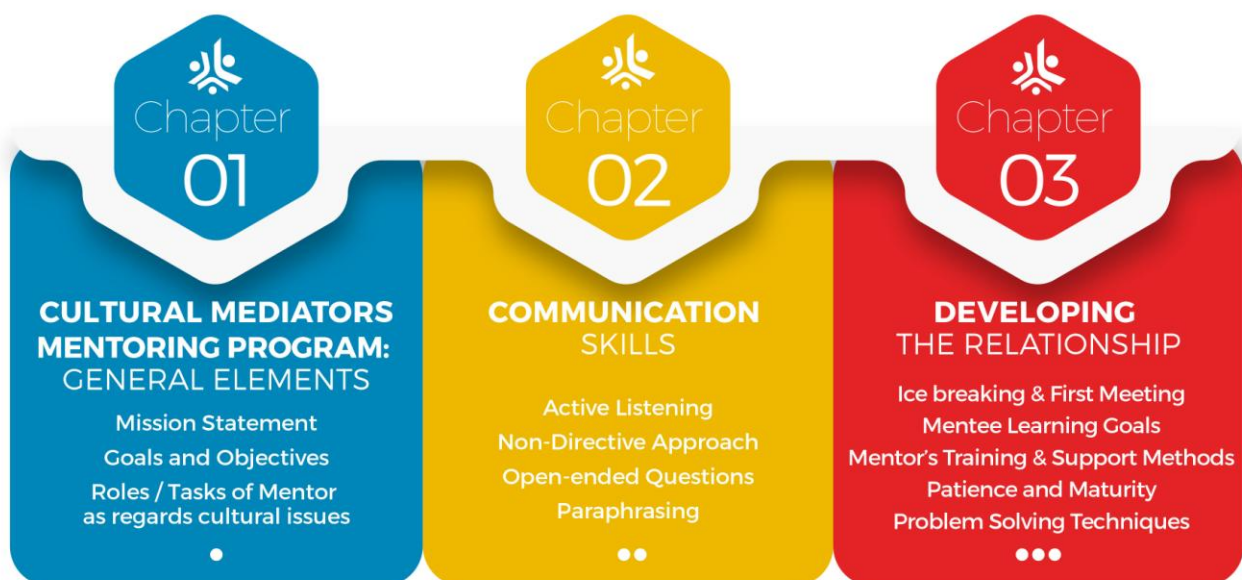 Chapter
01
CULTURAL MEDIATORS
MENTORING PROGRAM:
GENERAL ELEMENTS
Mission Statement
Goals and Objectives
Roles / Tasks of Mentor
as regards cultural issues
Chapter
02
COMMUNICATION
SKILLS
Active Listening
Non-Directive Approach
Open-ended Questions
Paraphrasing
Chapter
03
DEVELOPING
THE RELATIONSHIP
Ice breaking & First Meeting
Mentee Learning Goals
Mentor's Training & Support Methods
Patience and Maturity
Problem Solving Techniques